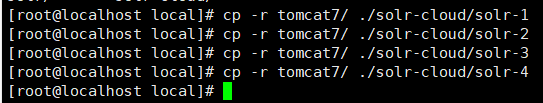 [root@localhost local]# cp -r tomcat7/ ./solr-cloud/solr-1
[root@localhost local]# cp -r tomcat7/ ./solr-cloud/solr-2
[root@localhost local]# cp -r tomcat7/ ./solr-cloud/solr-3
[root@localhost local]# cp -r tomcat7/ ./solr-cloud/solr-4
[root@localhost local]#